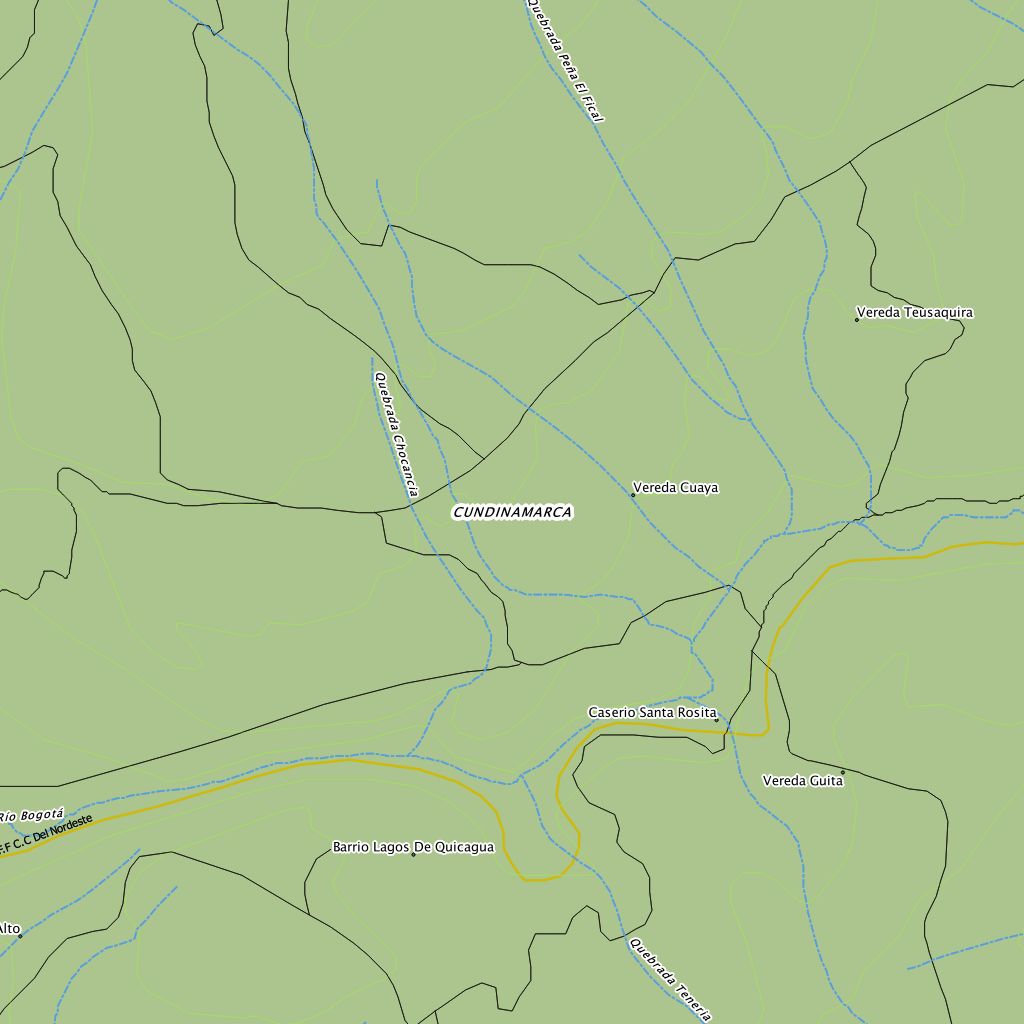 Quebrada Peña El Fical
Vereda Teusaquira
Quebrada Chocancia
Vereda Cuaya
CUNDINAMARCA
Caserio Santa Rosita
Vereda Guita
Río Bogotá
F.F C.C Del Nordeste
Barrio Lagos De Quicagua
Alto
Quebrada Teneria